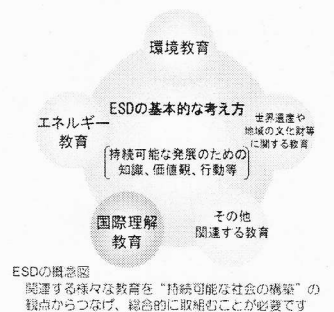 環境教育
ESDの基本的な考え方
エネルギー
教育
世界遺産や
地域の文化財等
に関する教育
持続可能な発展のための
知識、価値観、行動等
国際理解
教育
その他
関連する教育
ESDの概念図
関連する様々な教育を“持続可能な社会の構築”の
観点からつなげ、総合的に取組むことが必要です